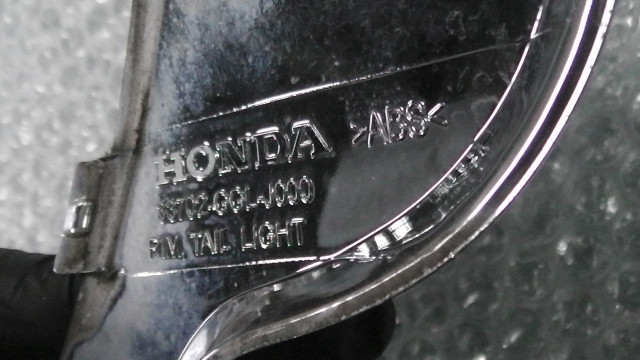 HONDA >ABS<
33702-GGL-J000
RIM, TAIL LIGHT